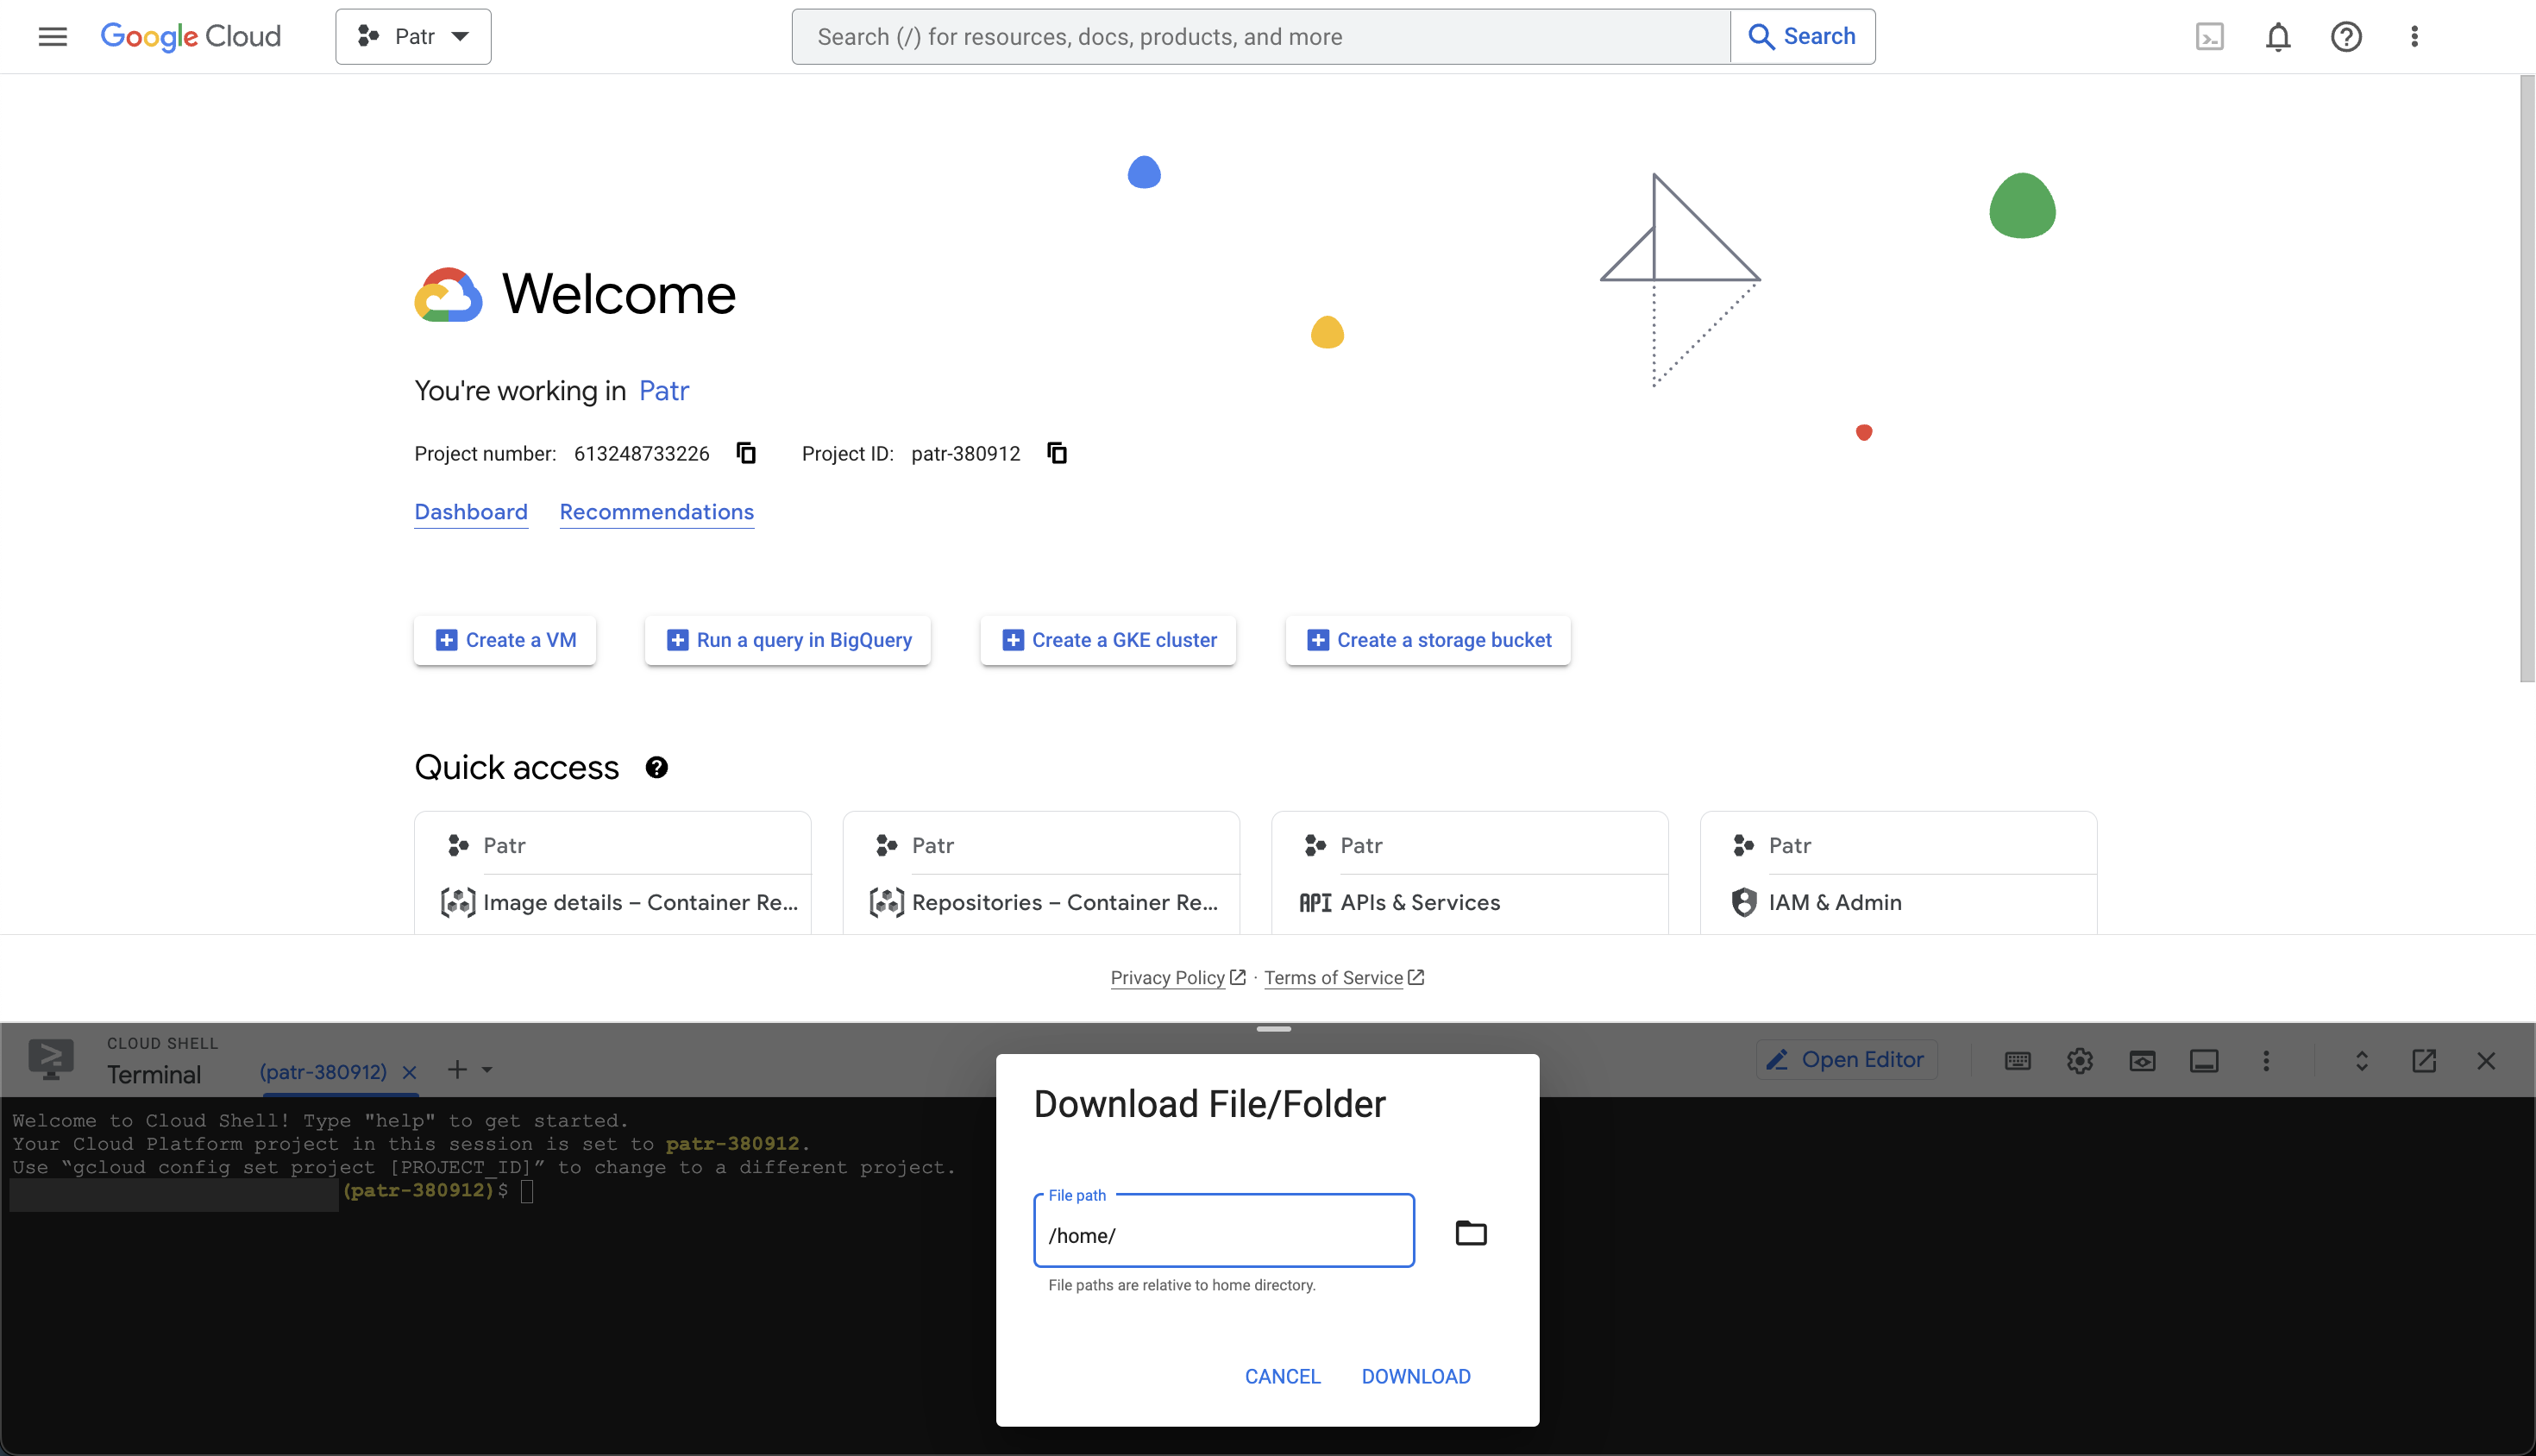 Google Cloud
Patr
Search (/) for resources, docs, products, and more
Search
Welcome
You're working in Patr
Project number: 613248733226 Project ID: patr-380912
Dashboard Recommendations
Create a VM
Run a query in BigQuery
Create a GKE cluster
Create a storage bucket
Quick access
Patr
Image details – Container Re...
Patr
Repositories – Container Re...
Patr
API APIs & Services
Patr
IAM & Admin
Privacy Policy · Terms of Service
CLOUD SHELL
Terminal
(patr-380912)
Open Editor
Welcome to Cloud Shell! Type "help" to get started.
Your Cloud Platform project in this session is set to patr-380912.
Use “gcloud config set project [PROJECT_ID]” to change to a different project.
(patr-380912)$
Download File/Folder
File path
/home/
File paths are relative to home directory.
CANCEL DOWNLOAD